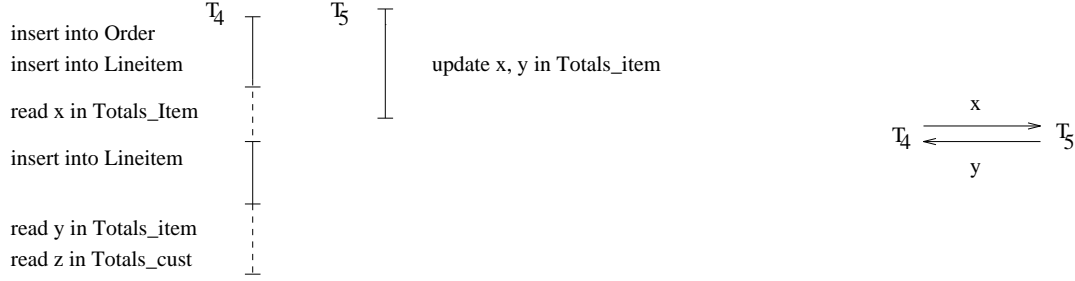 T4 T5
insert into Order
insert into Lineitem
update x, y in Totals_item
read x in Totals_Item
x
T4 T5
y
insert into Lineitem
read y in Totals_item
read z in Totals_cust